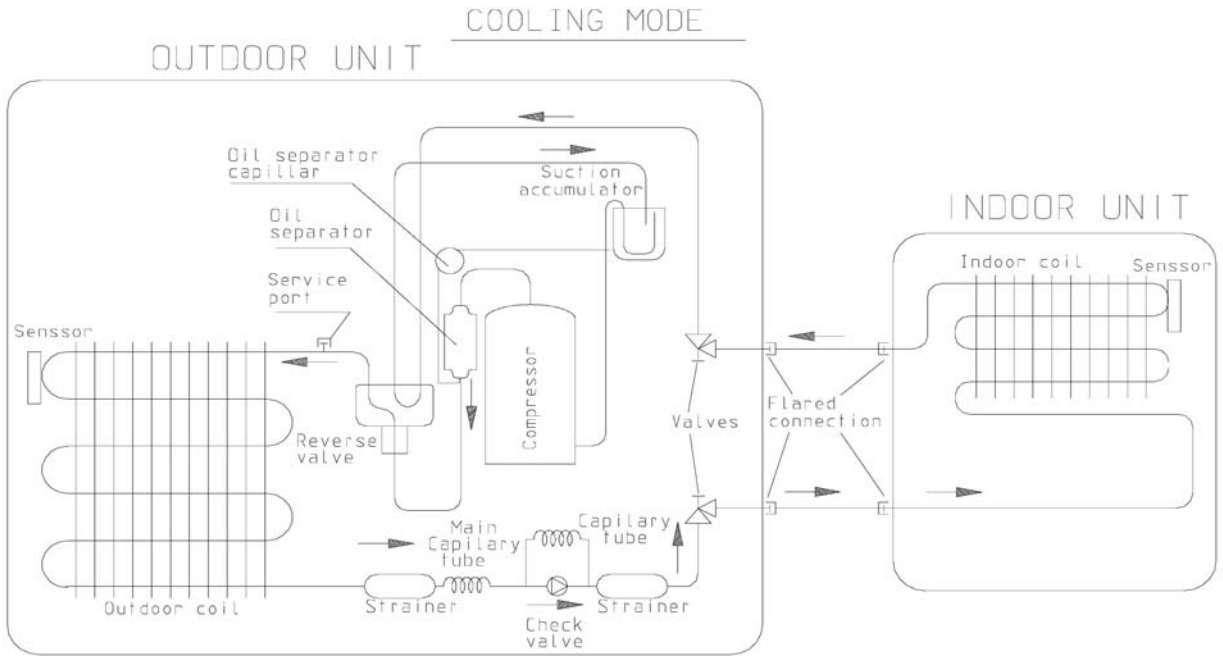 COOLING MODE
OUTDOOR UNIT
Oil separator
capillar
Suction
accumulator
Oil
separator
INDOOR UNIT
Service
port
Indoor coil
Senssor
Senssor
Compressor
Reverse
valve
Valves
Flared
connection
Main
Capilary
tube
Capilary
tube
Outdoor coil
Strainer
Strainer
Check
valve